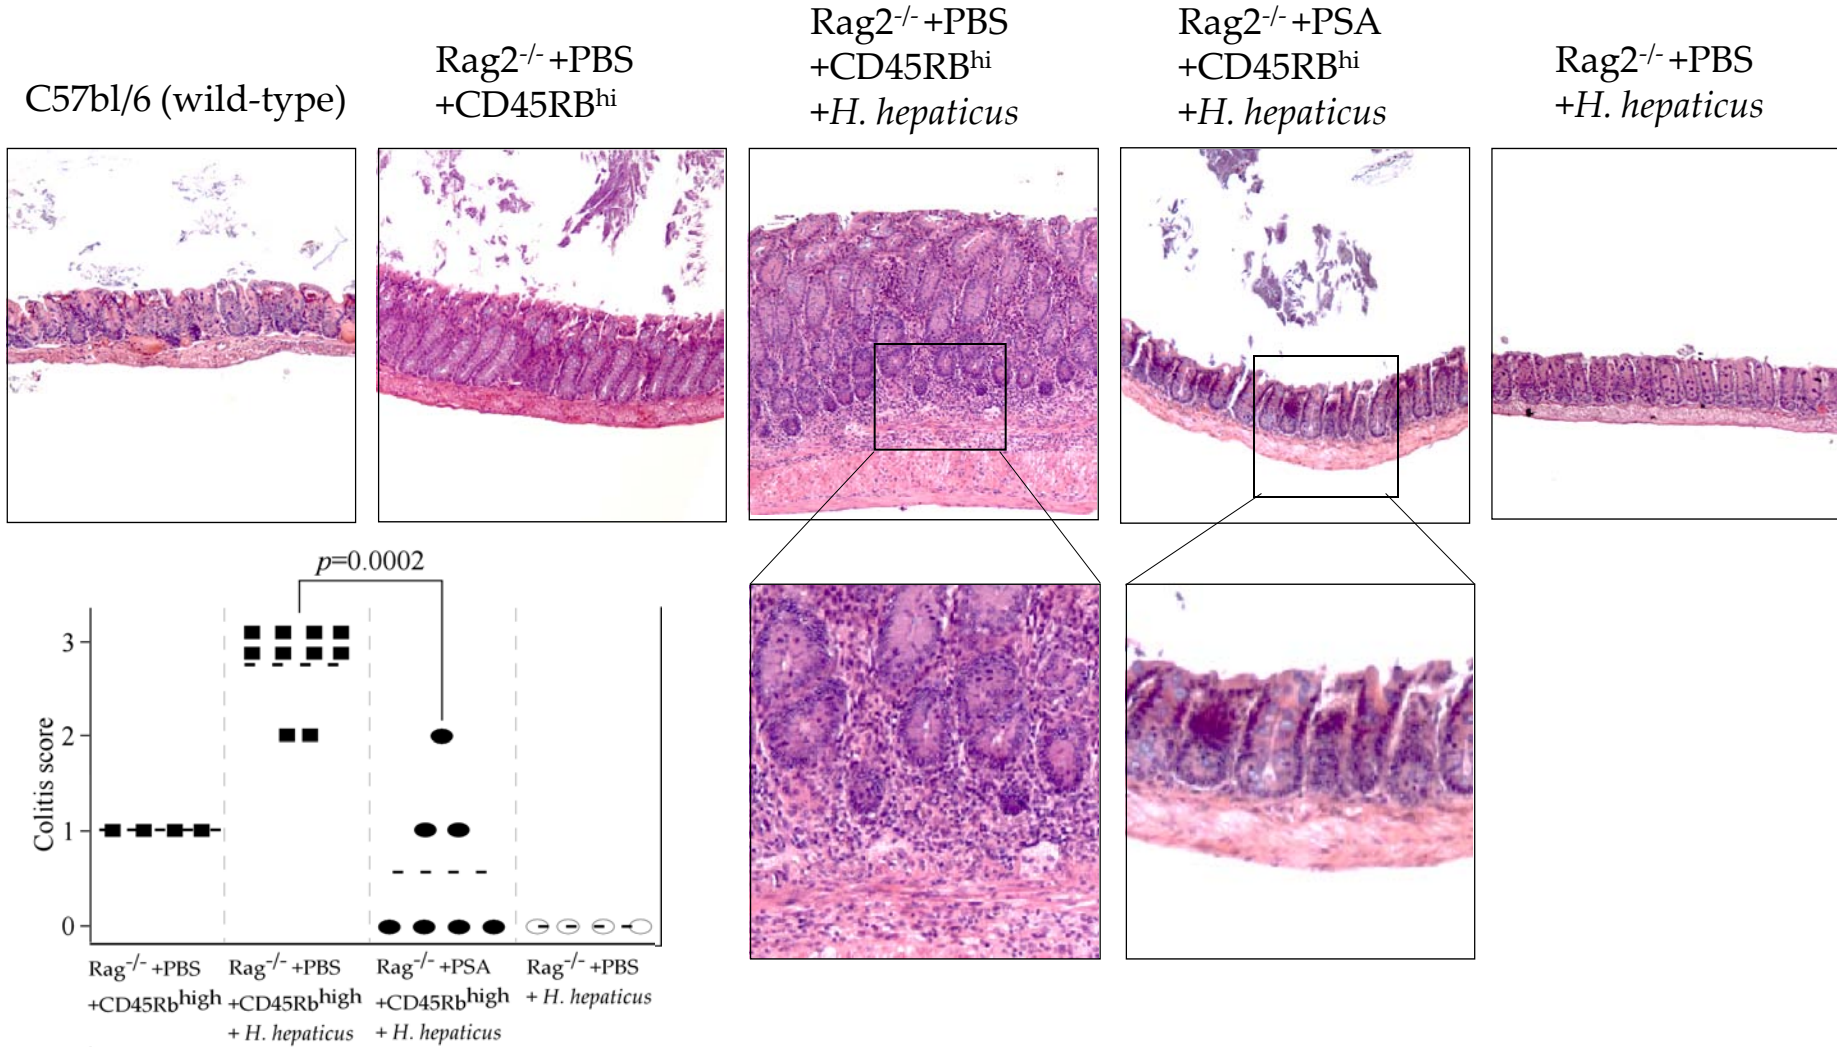 C57bl/6 (wild-type)
Rag2-/- +PBS
+CD45RBhi
Rag2-/- +PBS
+CD45RBhi
+H. hepaticus
Rag2-/- +PSA
+CD45RBhi
+H. hepaticus
Rag2-/- +PBS
+H. hepaticus
p=0.0002
Colitis score
3
2
1
0
Rag-/- +PBS
+CD45Rbhigh
Rag-/- +PBS
+CD45Rbhigh
+ H. hepaticus
Rag-/- +PSA
+CD45Rbhigh
+ H. hepaticus
Rag-/- +PBS
+ H. hepaticus